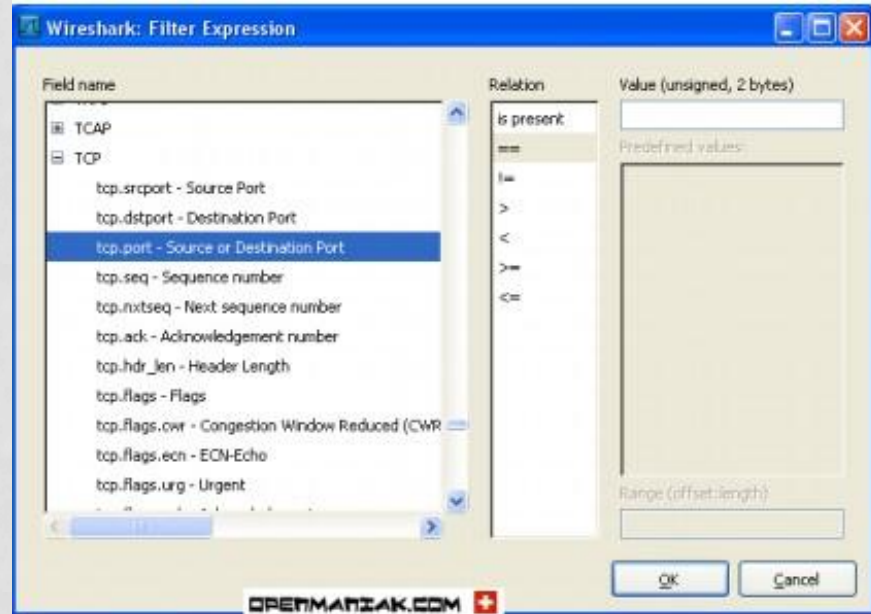 Wireshark: Filter Expression
Field name
TCAP
TCP
tcp.srcport - Source Port
tcp.dstport - Destination Port
tcp.port - Source or Destination Port
tcp.seq - Sequence number
tcp.nxtseq - Next sequence number
tcp.ack - Acknowledgement number
tcp.hdr_len - Header Length
tcp.flags - Flags
tcp.flags.cwr - Congestion Window Reduced (CWR
tcp.flags.ecn - ECN-Echo
tcp.flags.urg - Urgent
Relation
is present
==
!=
>
<
>=
<=
Value (unsigned, 2 bytes)
Predefined values:
Range (offset:length)
OK
Cancel
OPENMANIAK.COM